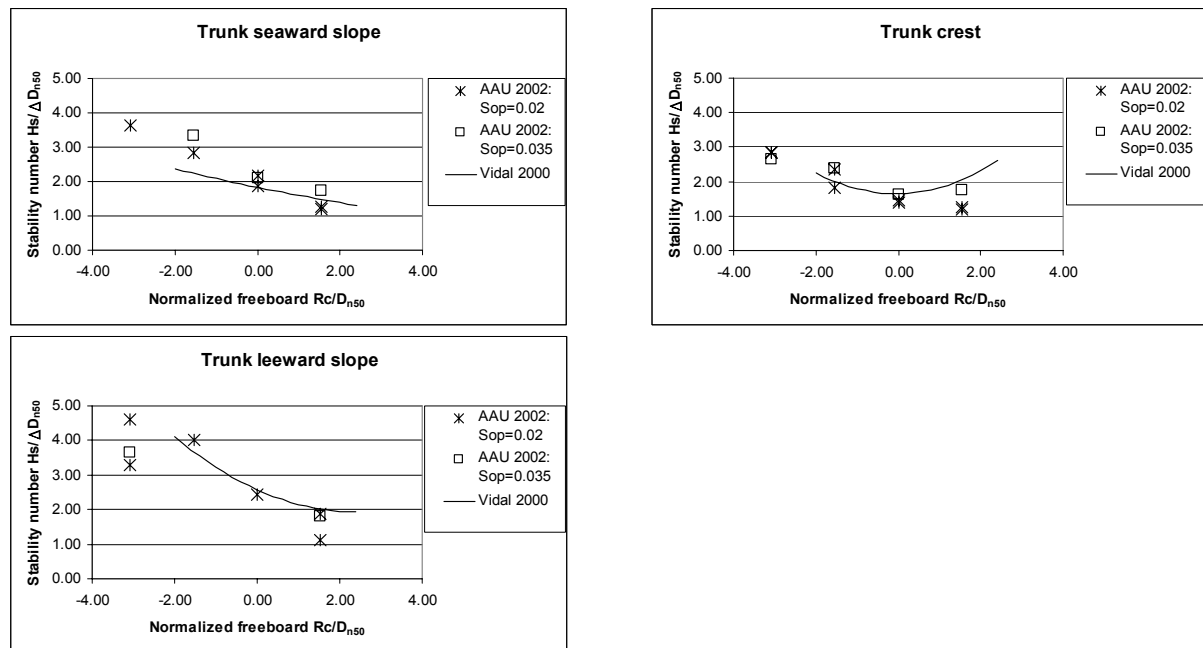 Trunk seaward slope
Stability number Hs/ΔDn50
5.00
4.00
3.00
2.00
1.00
0.00
-4.00 -2.00 0.00 2.00 4.00
Normalized freeboard Rc/Dn50
AAU 2002:
Sop=0.02
AAU 2002:
Sop=0.035
Vidal 2000
Trunk crest
Stability number Hs/ΔDn50
5.00
4.00
3.00
2.00
1.00
0.00
-4.00 -2.00 0.00 2.00 4.00
Normalized freeboard Rc/Dn50
AAU 2002:
Sop=0.02
AAU 2002:
Sop=0.035
Vidal 2000
Trunk leeward slope
Stability number Hs/ΔDn50
5.00
4.00
3.00
2.00
1.00
0.00
-4.00 -2.00 0.00 2.00 4.00
Normalized freeboard Rc/Dn50
AAU 2002:
Sop=0.02
AAU 2002:
Sop=0.035
Vidal 2000